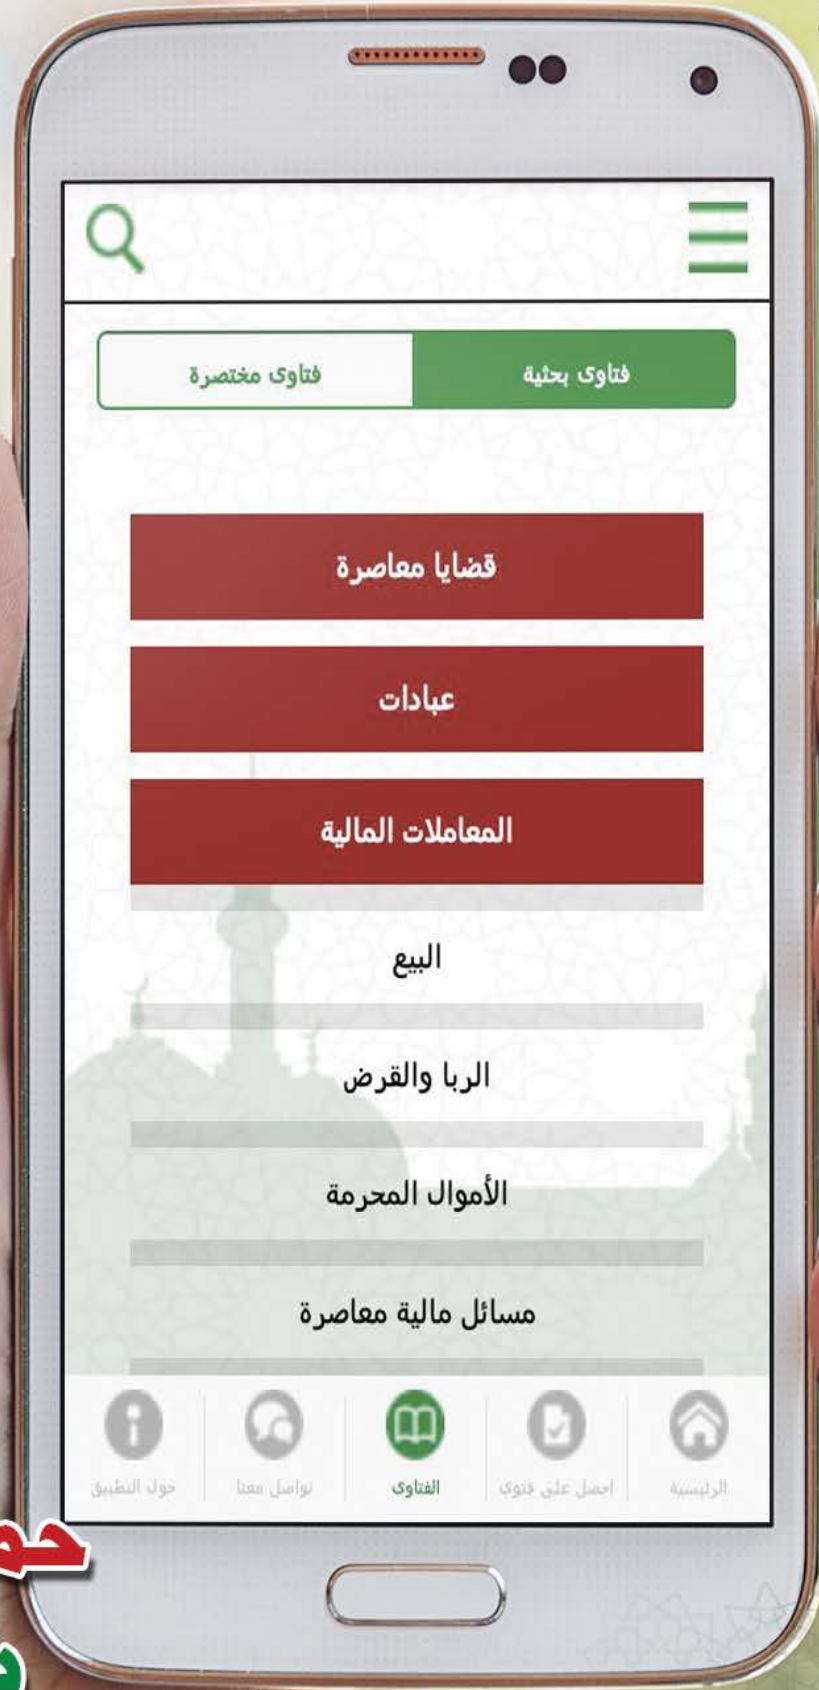 فتاوى بحثية
فتاوى مختصرة
قضايا معاصرة
عبادات
المعاملات المالية
البيع
الربا والقرض
الأموال المحرمة
مسائل مالية معاصرة
الرئيسية
احصل على فتوى
الفتاوى
تواصل معنا
حول التطبيق